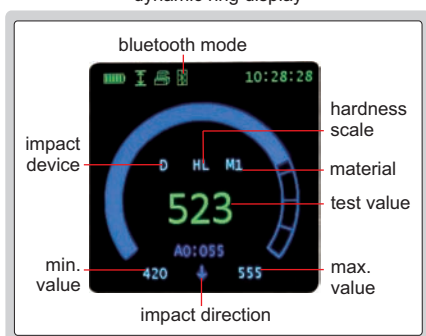 dynamic ring display
bluetooth mode
10:28:28
hardness
scale
impact
device
D HL M1
material
523
test value
A0:055
min.
value
420
555
max.
value
impact direction